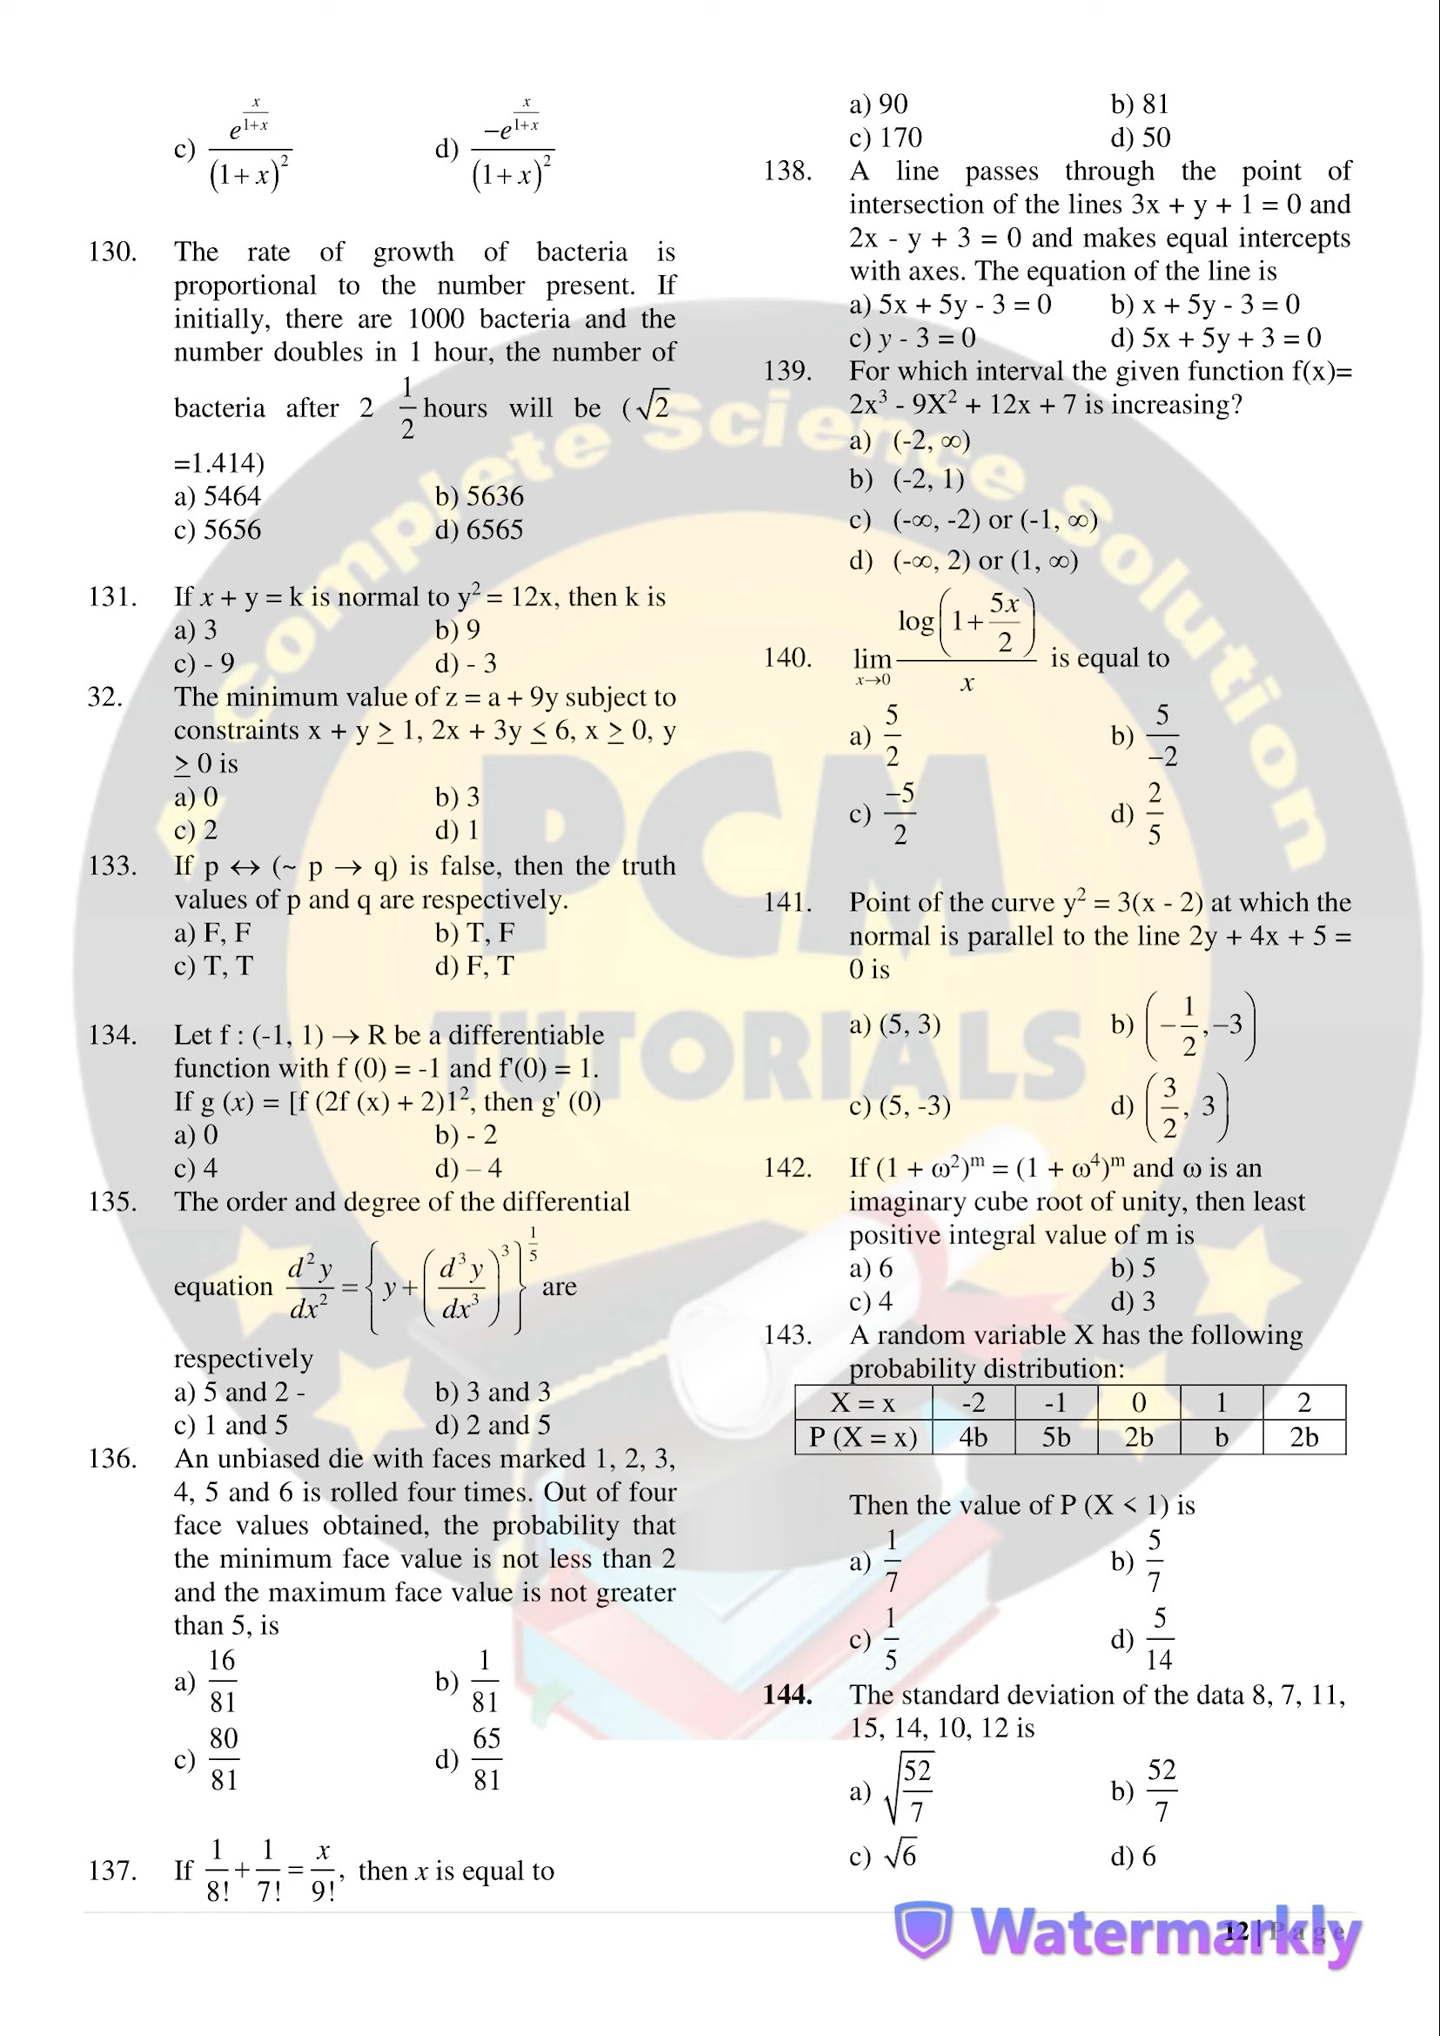 c) e^(x/(1+x)) / (1+x)^2 d) -e^(x/(1+x)) / (1+x)^2
130. The rate of growth of bacteria is
proportional to the number present. If
initially, there are 1000 bacteria and the
number doubles in 1 hour, the number of
bacteria after 2 1/2 hours will be (√2
=1.414)
a) 5464 b) 5636
c) 5656 d) 6565
131. If x + y = k is normal to y² = 12x, then k is
a) 3 b) 9
c) - 9 d) - 3
32. The minimum value of z = a + 9y subject to
constraints x + y ≥ 1, 2x + 3y ≤ 6, x ≥ 0, y
≥ 0 is
a) 0 b) 3
c) 2 d) 1
133. If p ↔ (~ p → q) is false, then the truth
values of p and q are respectively.
a) F, F b) T, F
c) T, T d) F, T
134. Let f : (-1, 1) → R be a differentiable
function with f (0) = -1 and f'(0) = 1.
If g (x) = [f (2f (x) + 2)1², then g' (0)
a) 0 b) - 2
c) 4 d) – 4
135. The order and degree of the differential
equation d²y/dx² = {y+(d³y/dx³)³}^(1/5) are
respectively
a) 5 and 2 - b) 3 and 3
c) 1 and 5 d) 2 and 5
136. An unbiased die with faces marked 1, 2, 3,
4, 5 and 6 is rolled four times. Out of four
face values obtained, the probability that
the minimum face value is not less than 2
and the maximum face value is not greater
than 5, is
a) 16/81 b) 1/81
c) 80/81 d) 65/81
137. If 1/8! + 1/7! = x/9!, then x is equal to
a) 90 b) 81
c) 170 d) 50
138. A line passes through the point of
intersection of the lines 3x + y + 1 = 0 and
2x - y + 3 = 0 and makes equal intercepts
with axes. The equation of the line is
a) 5x + 5y - 3 = 0 b) x + 5y - 3 = 0
c) y - 3 = 0 d) 5x + 5y + 3 = 0
139. For which interval the given function f(x)=
2x³ - 9X² + 12x + 7 is increasing?
a) (-2, ∞)
b) (-2, 1)
c) (-∞, -2) or (-1, ∞)
d) (-∞, 2) or (1, ∞)
140. lim x→0 log(1+5x/2) / x is equal to
a) 5/2 b) 5/-2
c) -5/2 d) 2/5
141. Point of the curve y² = 3(x - 2) at which the
normal is parallel to the line 2y + 4x + 5 =
0 is
a) (5, 3) b) (-1/2, -3)
c) (5, -3) d) (3/2, 3)
142. If (1 + ω²)ᵐ = (1 + ω⁴)ᵐ and ω is an
imaginary cube root of unity, then least
positive integral value of m is
a) 6 b) 5
c) 4 d) 3
143. A random variable X has the following
probability distribution:
X = x -2 -1 0 1 2
P (X = x) 4b 5b 2b b 2b
Then the value of P (X < 1) is
a) 1/7 b) 5/7
c) 1/5 d) 5/14
144. The standard deviation of the data 8, 7, 11,
15, 14, 10, 12 is
a) √(52/7) b) 52/7
c) √6 d) 6
Complete Science Solution
PCM
TUTORIALS
12 | Page
Watermarkly